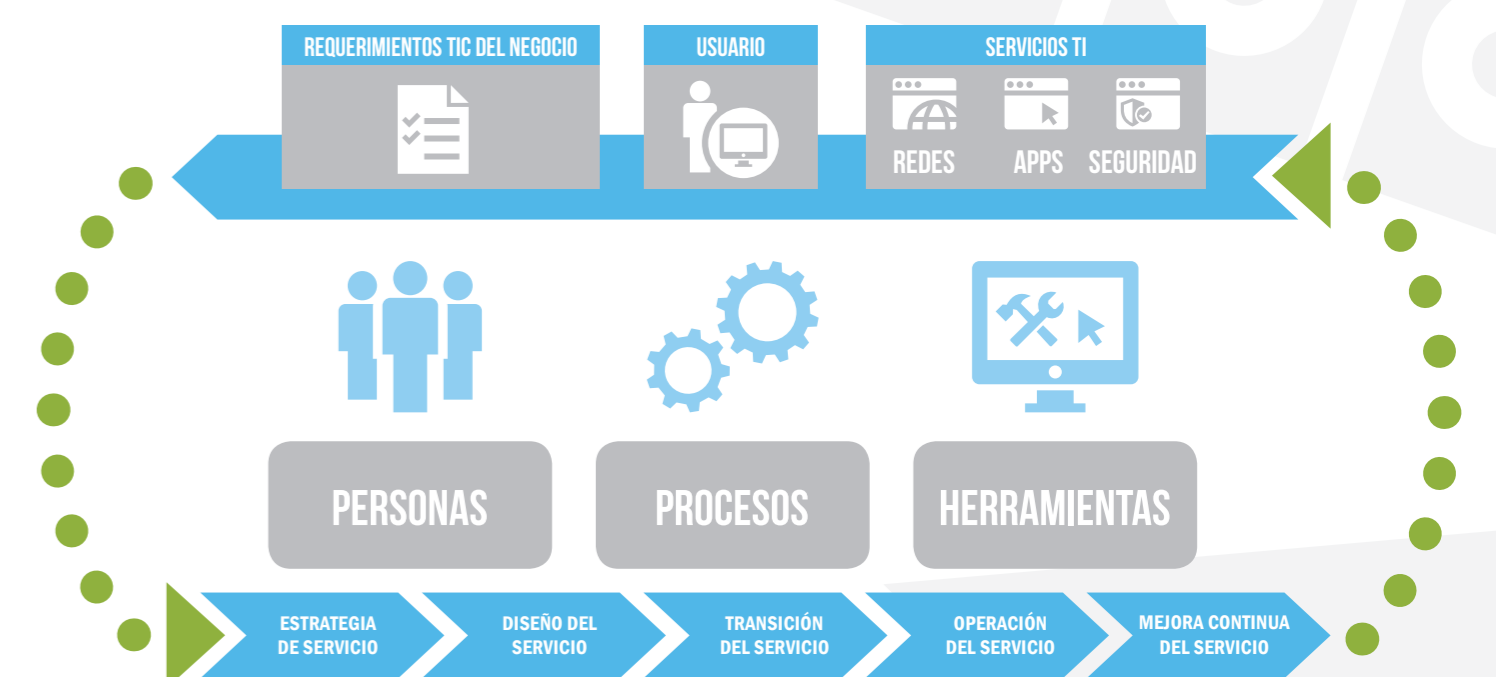 REQUERIMIENTOS TIC DEL NEGOCIO
USUARIO
SERVICIOS TI
REDES
APPS
SEGURIDAD
PERSONAS
PROCESOS
HERRAMIENTAS
ESTRATEGIA
DE SERVICIO
DISEÑO DEL
SERVICIO
TRANSICIÓN
DEL SERVICIO
OPERACIÓN
DEL SERVICIO
MEJORA CONTINUA
DEL SERVICIO